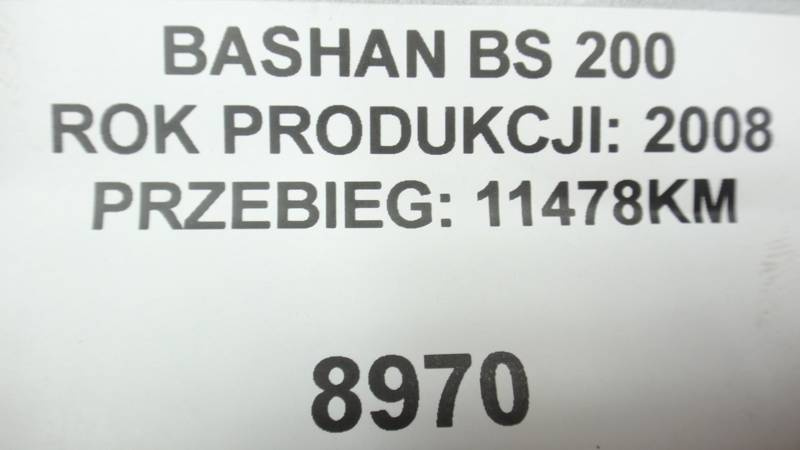 BASHAN BS 200
ROK PRODUKCJI: 2008
PRZEBIEG: 11478KM
8970